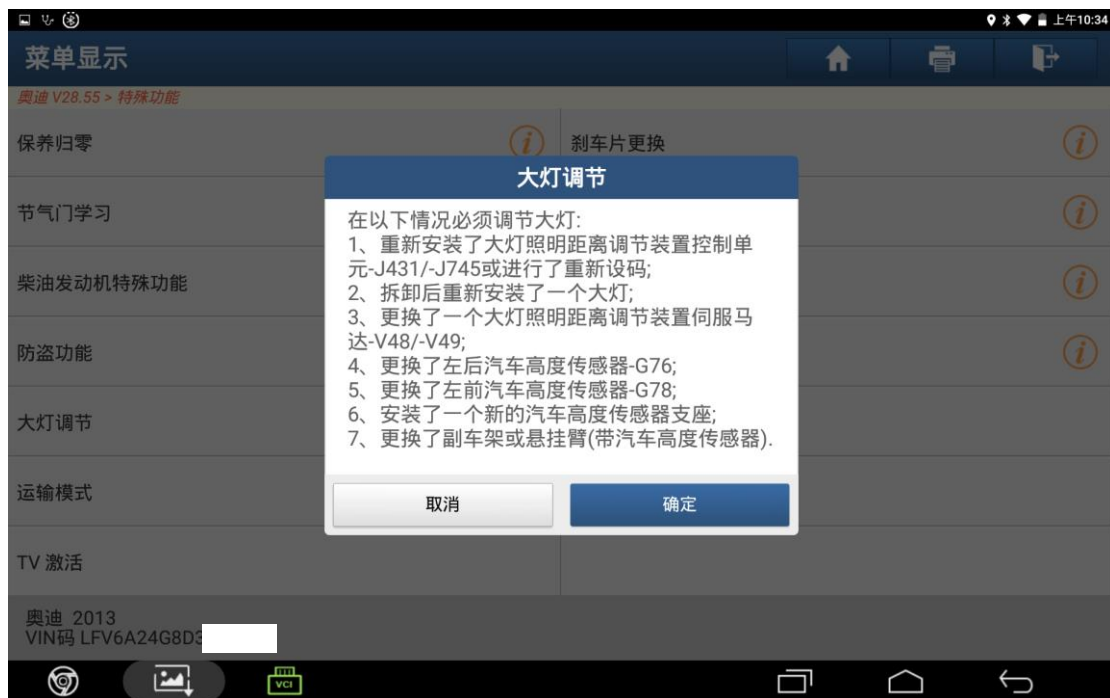 上午10:34
菜单显示
奥迪 V28.55 > 特殊功能
保养归零
刹车片更换
节气门学习
柴油发动机特殊功能
防盗功能
大灯调节
运输模式
TV 激活
大灯调节
在以下情况必须调节大灯:
1、重新安装了大灯照明距离调节装置控制单
元-J431/-J745或进行了重新设码;
2、拆卸后重新安装了一个大灯;
3、更换了一个大灯照明距离调节装置伺服马
达-V48/-V49;
4、更换了左后汽车高度传感器-G76;
5、更换了左前汽车高度传感器-G78;
6、安装了一个新的汽车高度传感器支座;
7、更换了副车架或悬挂臂(带汽车高度传感器).
取消
确定
奥迪 2013
VIN码 LFV6A24G8D3
VCI